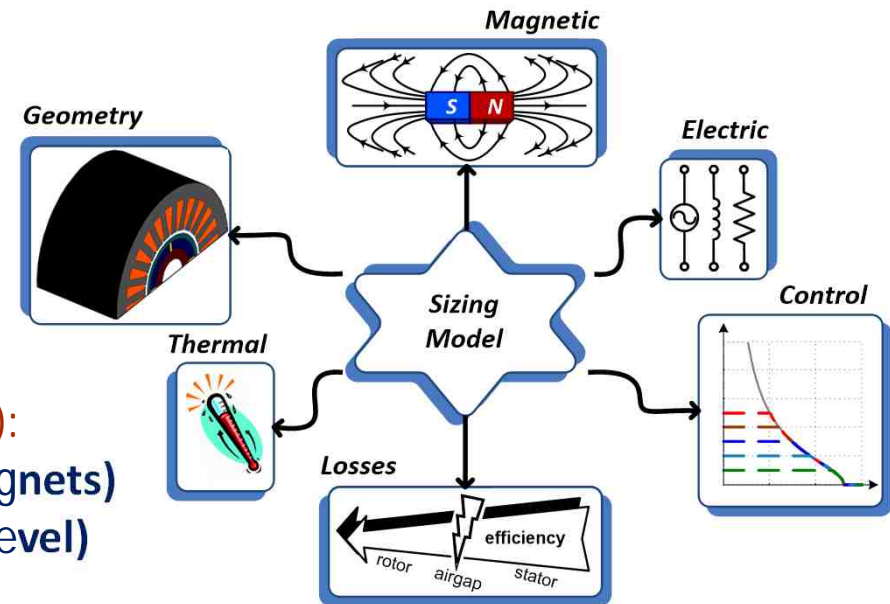 Magnetic
S N
Geometry
Electric
Sizing
Model
Control
Thermal
):
gnets)
evel)
Losses
efficiency
rotor airgap stator